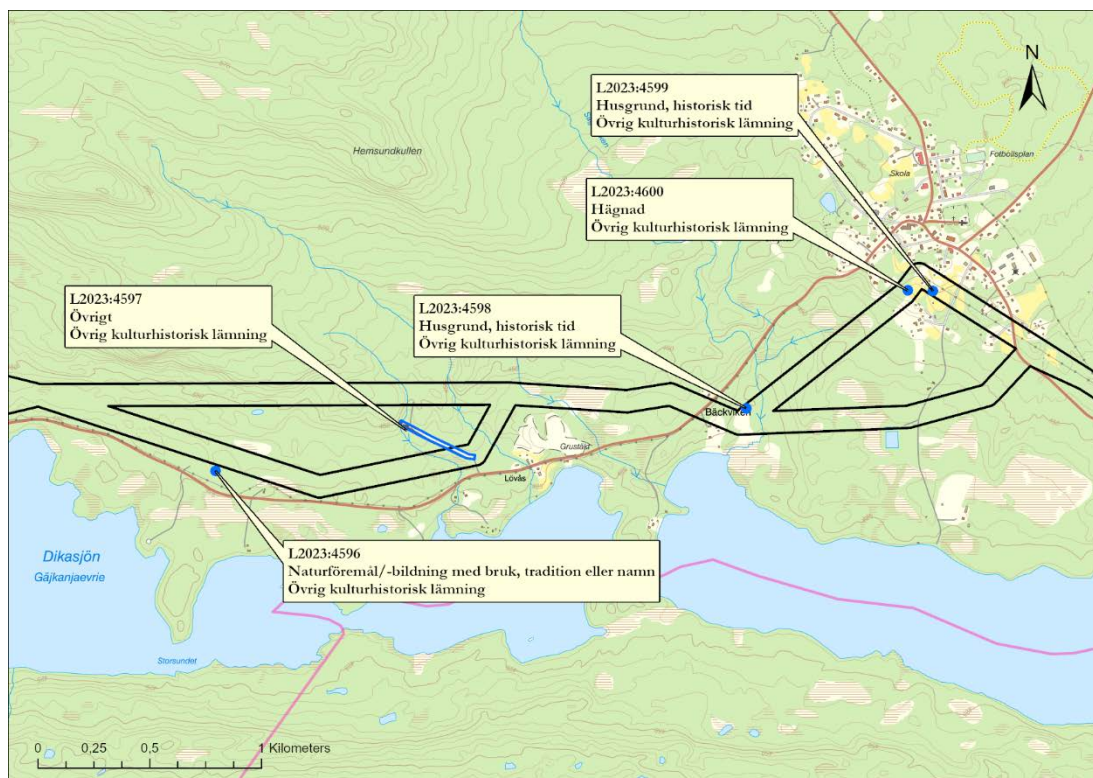 N
L2023:4599
Husgrund, historisk tid
Övrig kulturhistorisk lämning
Hemsundkullen
Fotbollsplan
Skola
L2023:4600
Hägnad
Övrig kulturhistorisk lämning
L2023:4597
Övrigt
Övrig kulturhistorisk lämning
L2023:4598
Husgrund, historisk tid
Övrig kulturhistorisk lämning
Bäckviken
Grustäkt
Lövås
L2023:4596
Naturföremål/-bildning med bruk, tradition eller namn
Övrig kulturhistorisk lämning
Dikasjön
Gäjkanjaevrie
Storsundet
0 0,25 0,5 1 Kilometers